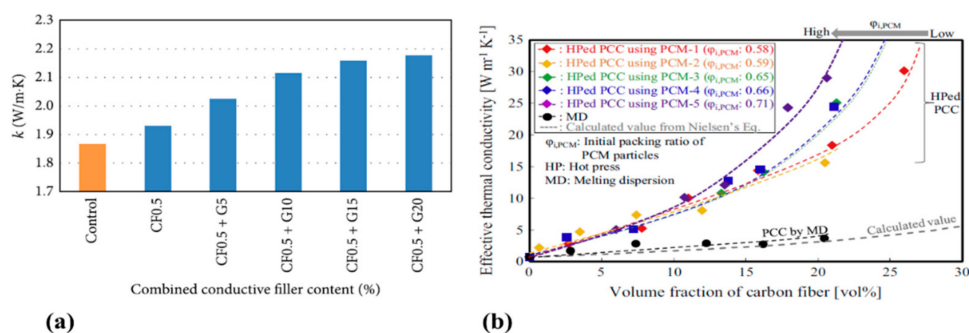 k (W/m·K)
2.2
2.1
2.0
1.9
1.8
1.7
Control
CF0.5
CF0.5 + G5
CF0.5 + G10
CF0.5 + G15
CF0.5 + G20
Combined conductive filler content (%)
(a)
Effective thermal conductivity [W m⁻¹ K⁻¹]
35
30
25
20
15
10
5
0
φi,PCM
High
Low
: HPed PCC using PCM-1 (φi,PCM: 0.58)
: HPed PCC using PCM-2 (φi,PCM: 0.59)
: HPed PCC using PCM-3 (φi,PCM: 0.65)
: HPed PCC using PCM-4 (φi,PCM: 0.66)
: HPed PCC using PCM-5 (φi,PCM: 0.71)
: MD
: Calculated value from Nielsen's Eq.
φi,PCM: Initial packing ratio of
PCM particles
HP: Hot press
MD: Melting dispersion
HPed
PCC
PCC by MD
Calculated value
0
5
10
15
20
25
30
Volume fraction of carbon fiber [vol%]
(b)